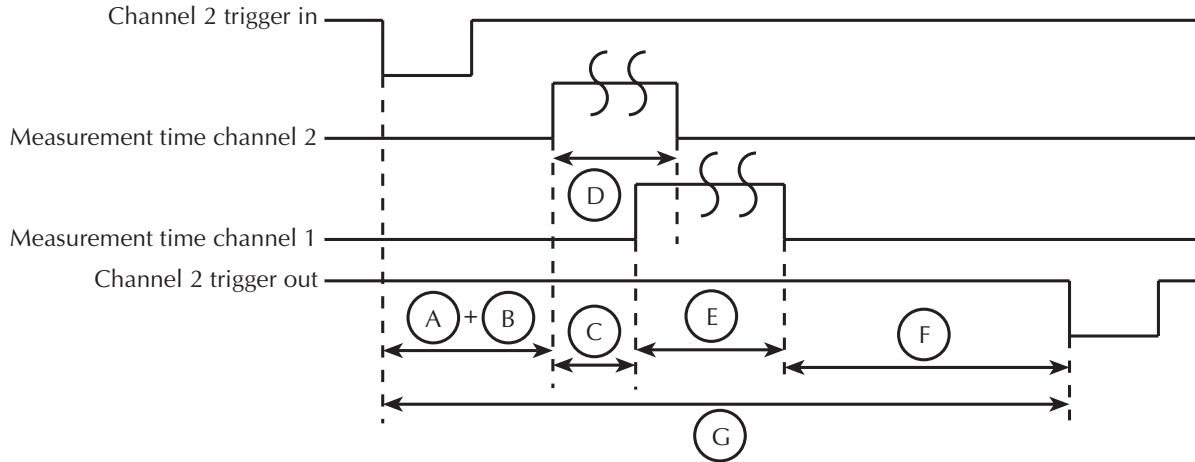 Channel 2 trigger in
Measurement time channel 2
D
Measurement time channel 1
Channel 2 trigger out
A + B
C
E
F
G